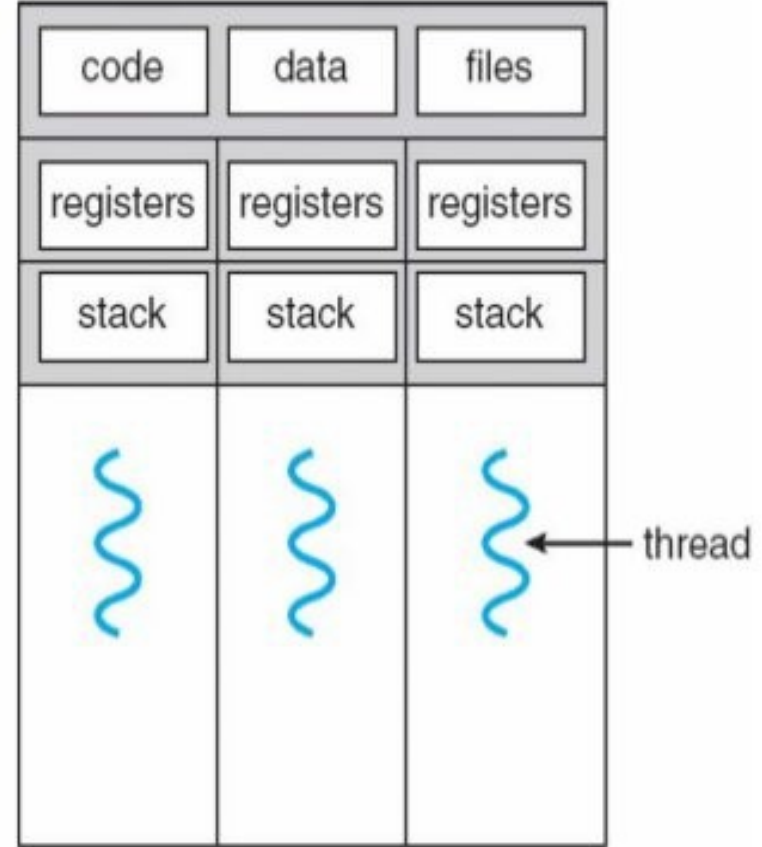 code data files
registers registers registers
stack stack stack
thread